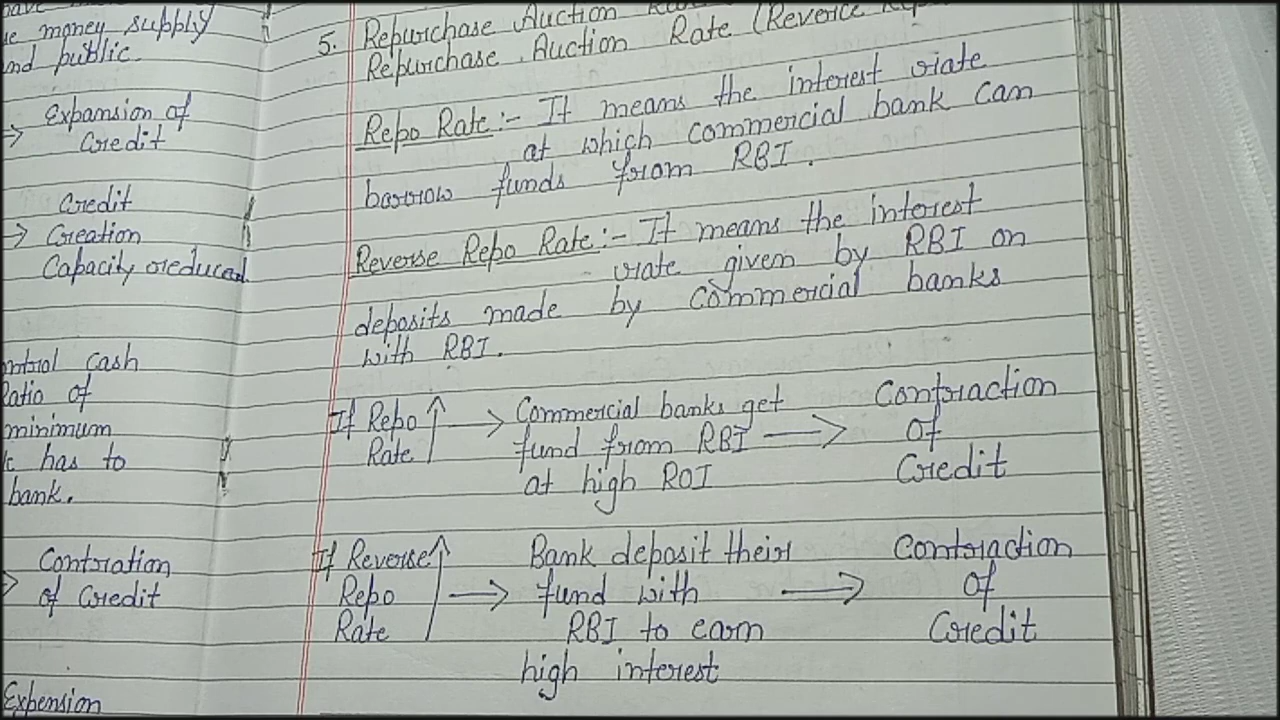 money supply
public.
Expansion of
Credit
Credit
Creation
Capacity reduced
cash
Ratio of
minimum
has to
bank.
Contration
of Credit
Expension
5. Repurchase Auction
Repurchase Auction Rate (Reverce
Repo Rate:- It means the interest rate
at which commercial bank can
borrow funds from RBI.
Reverse Repo Rate:- It means the interest
rate given by RBI on
deposits made by Commercial banks
with RBI.
If Repo ↑ → Commercial banks get → Contraction
Rate fund from RBI of
at high ROI Credit
If Reverse ↑ → Bank deposit their → Contraction
Repo fund with of
Rate RBI to earn Credit
high interest